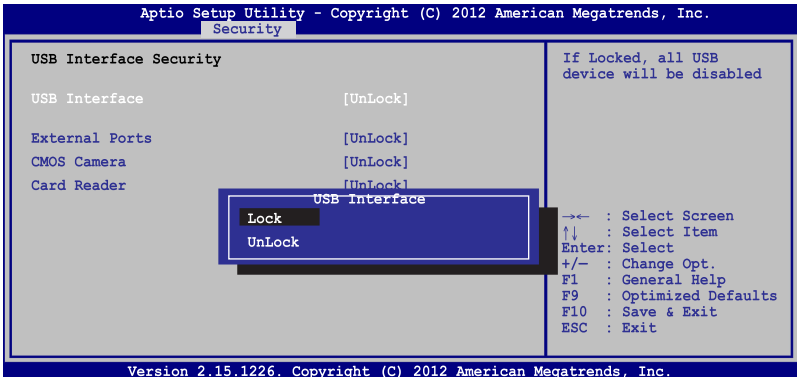 Aptio Setup Utility - Copyright (C) 2012 American Megatrends, Inc.
Security
USB Interface Security
USB Interface [UnLock]
External Ports [UnLock]
CMOS Camera [UnLock]
Card Reader [UnLock]
USB Interface
Lock
UnLock
If Locked, all USB
device will be disabled
→← : Select Screen
↑↓ : Select Item
Enter: Select
+/— : Change Opt.
F1 : General Help
F9 : Optimized Defaults
F10 : Save & Exit
ESC : Exit
Version 2.15.1226. Copyright (C) 2012 American Megatrends, Inc.